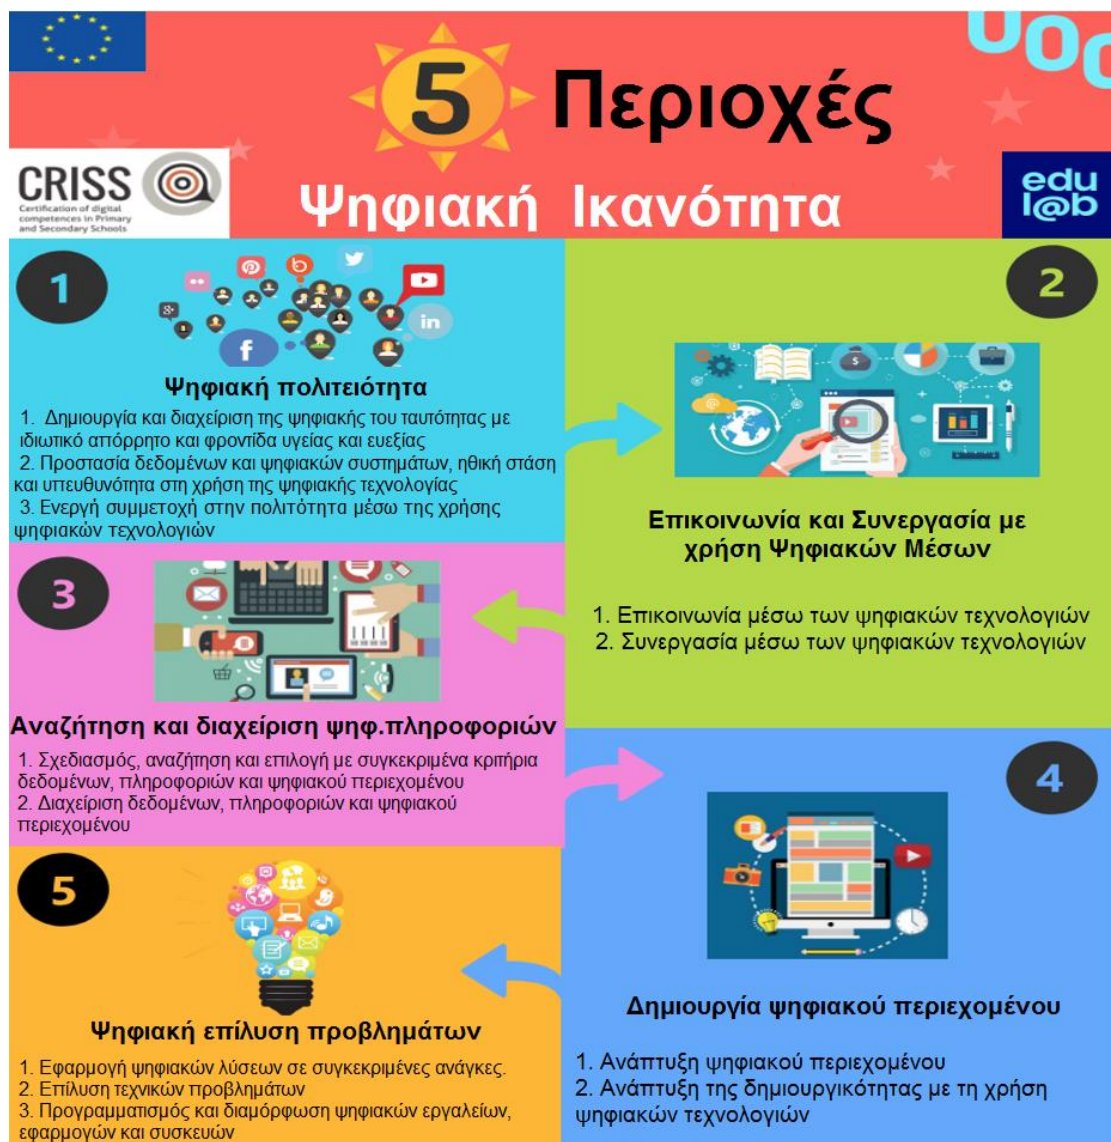 5 Περιοχές
UOC
CRISS
Certification of digital
competences in Primary
and Secondary Schools
Ψηφιακή Ικανότητα
edu
l@b
1
Ψηφιακή πολιτειότητα
1. Δημιουργία και διαχείριση της ψηφιακής του ταυτότητας με
ιδιωτικό απόρρητο και φροντίδα υγείας και ευεξίας
2. Προστασία δεδομένων και ψηφιακών συστημάτων, ηθική στάση
και υπευθυνότητα στη χρήση της ψηφιακής τεχνολογίας
3. Ενεργή συμμετοχή στην πολιτότητα μέσω της χρήσης
ψηφιακών τεχνολογιών
2
Επικοινωνία και Συνεργασία με
χρήση Ψηφιακών Μέσων
1. Επικοινωνία μέσω των ψηφιακών τεχνολογιών
2. Συνεργασία μέσω των ψηφιακών τεχνολογιών
3
Αναζήτηση και διαχείριση ψηφ.πληροφοριών
1. Σχεδιασμός, αναζήτηση και επιλογή με συγκεκριμένα κριτήρια
δεδομένων, πληροφοριών και ψηφιακού περιεχομένου
2. Διαχείριση δεδομένων, πληροφοριών και ψηφιακού
περιεχομένου
4
Δημιουργία ψηφιακού περιεχομένου
1. Ανάπτυξη ψηφιακού περιεχομένου
2. Ανάπτυξη της δημιουργικότητας με τη χρήση
ψηφιακών τεχνολογιών
5
Ψηφιακή επίλυση προβλημάτων
1. Εφαρμογή ψηφιακών λύσεων σε συγκεκριμένες ανάγκες.
2. Επίλυση τεχνικών προβλημάτων
3. Προγραμματισμός και διαμόρφωση ψηφιακών εργαλείων,
εφαρμογών και συσκευών